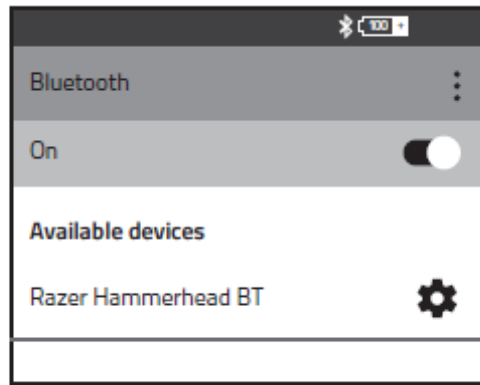 100 +
Bluetooth
On
Available devices
Razer Hammerhead BT